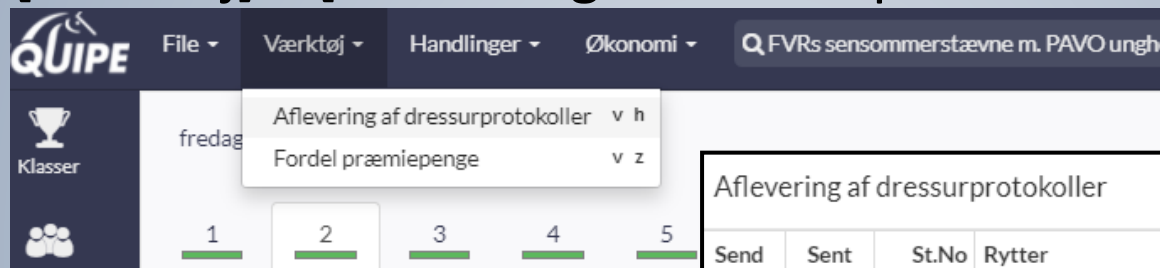 QUIPE File Værktøj Handlinger Økonomi FVRs sensommerstævne m. PAVO ungh
Aflevering af dressurprotokoller v h
Klasser fredag
Fordel præmiepenge v z
Aflevering af dressurprotokoller
1 2 3 4 5
Send Sent St.No Rytter